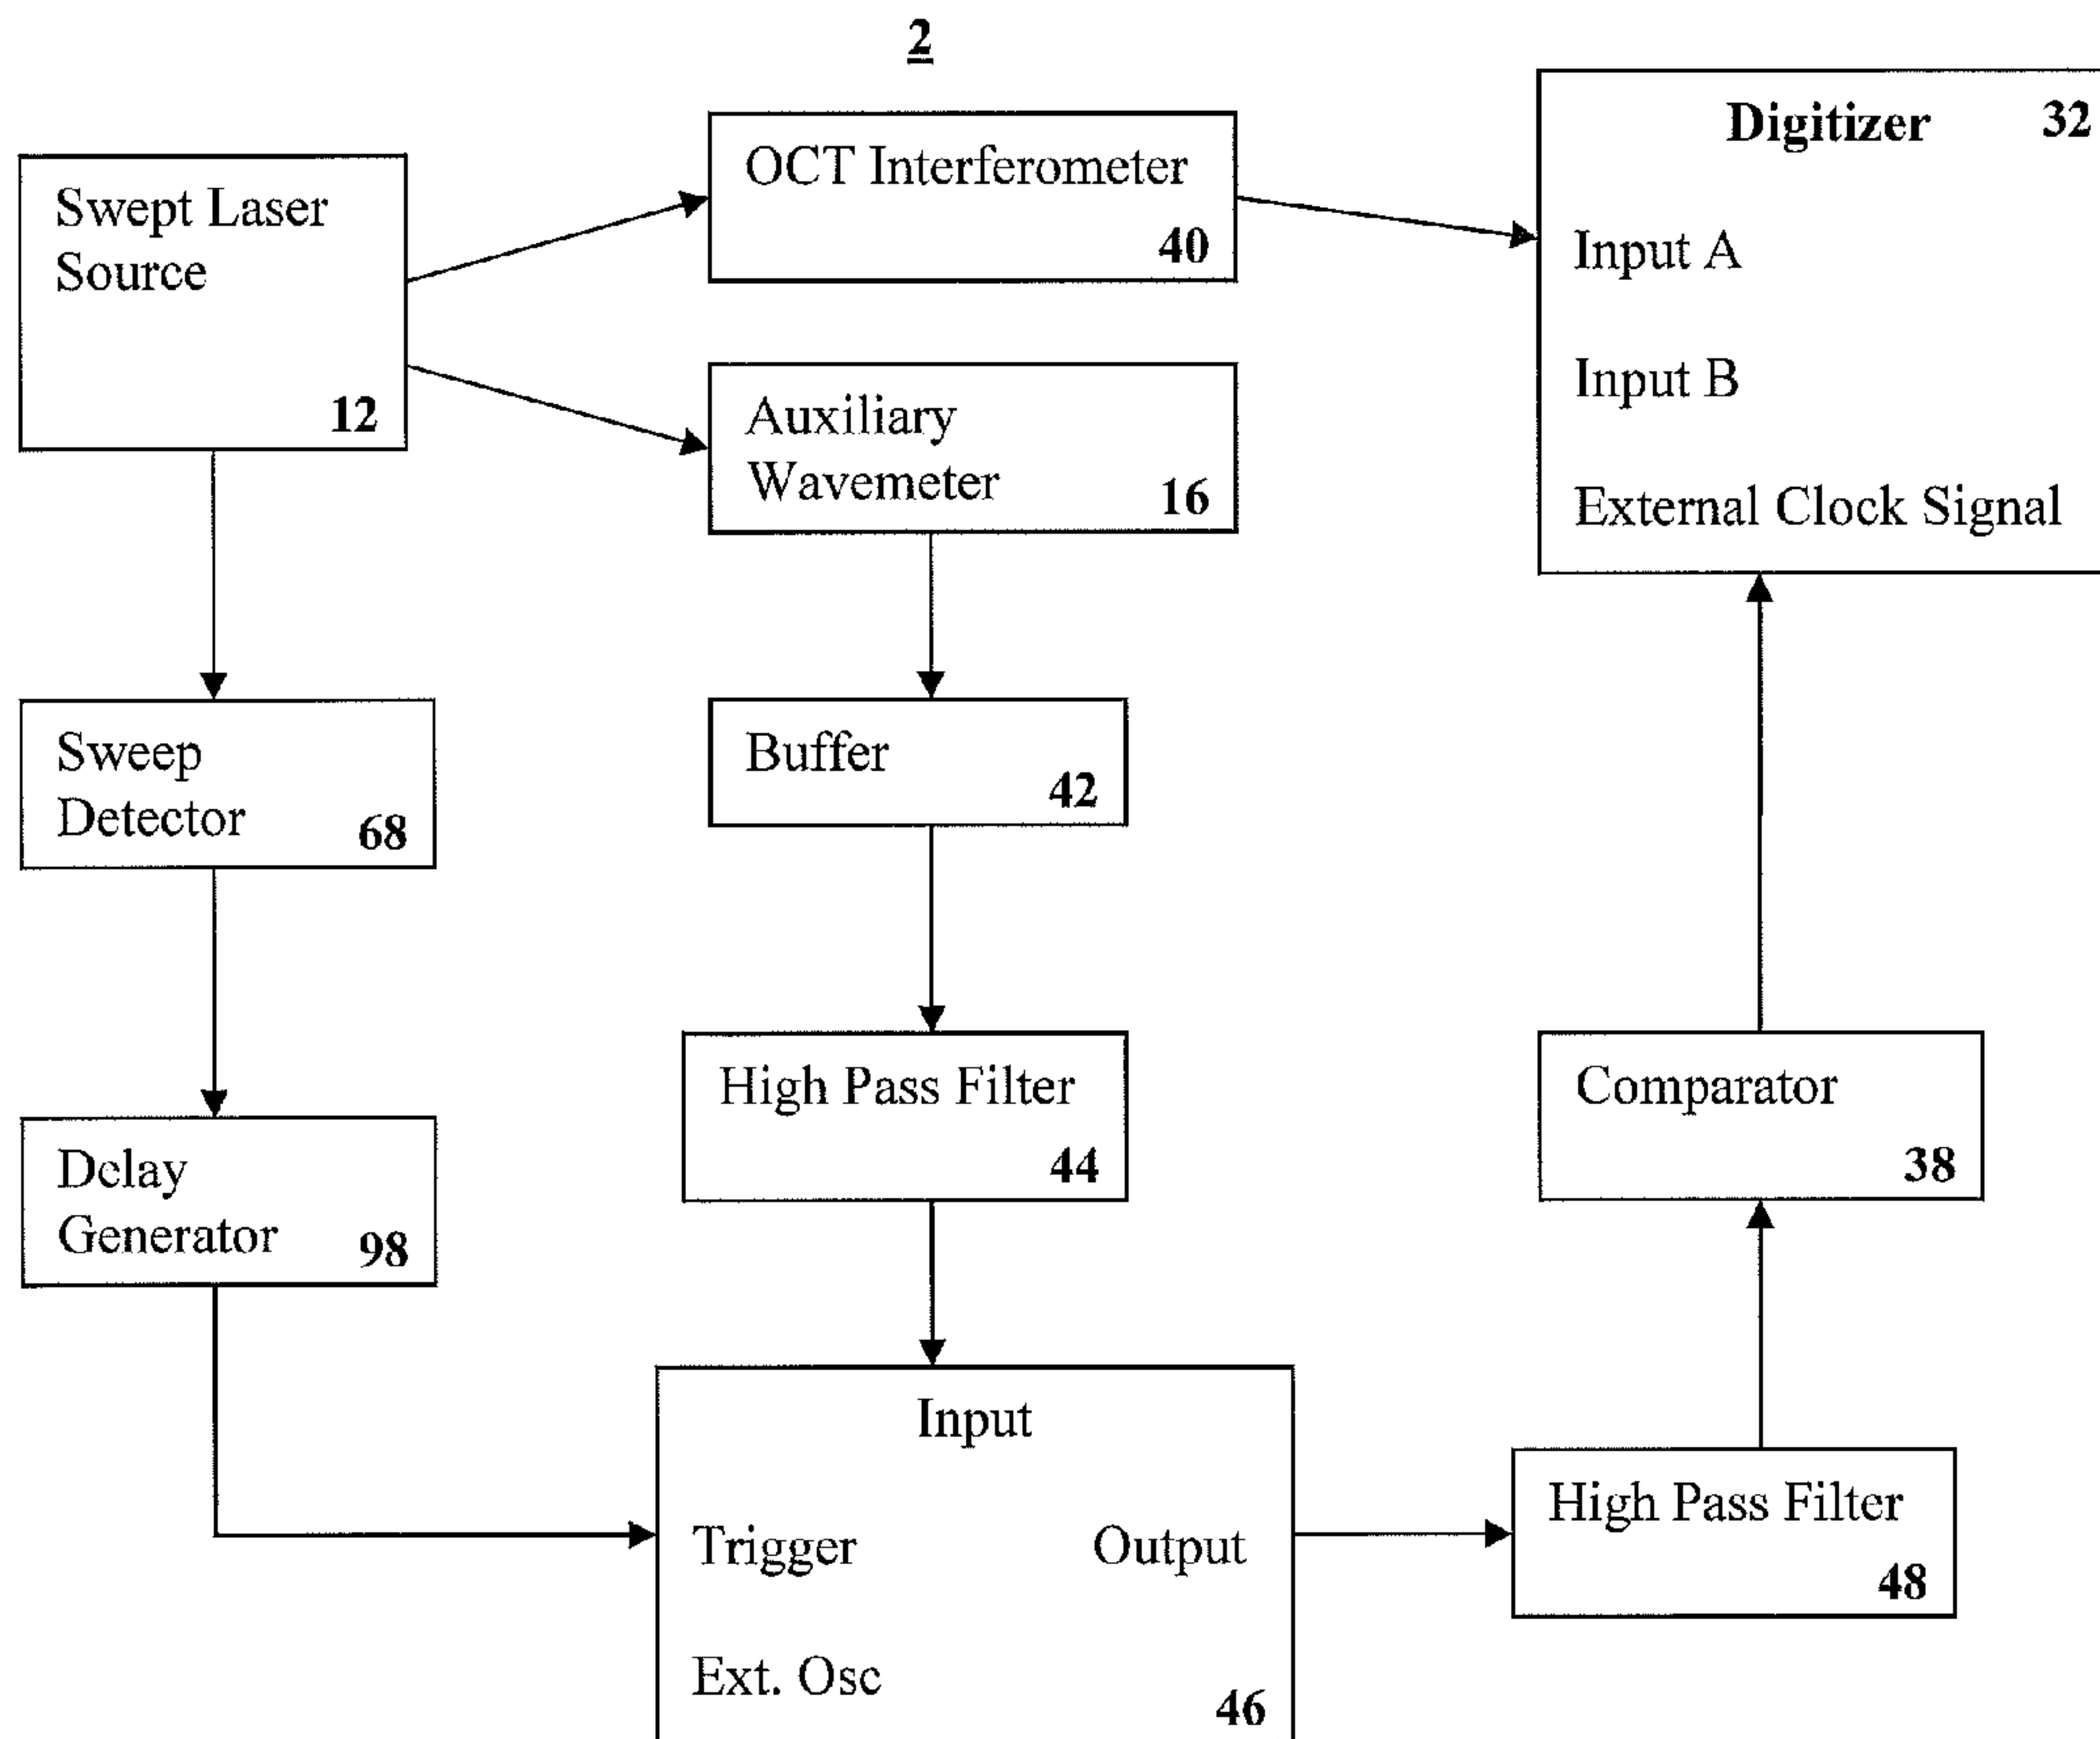 2
Swept Laser
Source
12
OCT Interferometer
40
Digitizer 32
Input A
Input B
External Clock Signal
Auxiliary
Wavemeter 16
Sweep
Detector 68
Buffer
42
Delay
Generator 98
High Pass Filter
44
Comparator
38
Input
Trigger Output
Ext. Osc
46
High Pass Filter
48